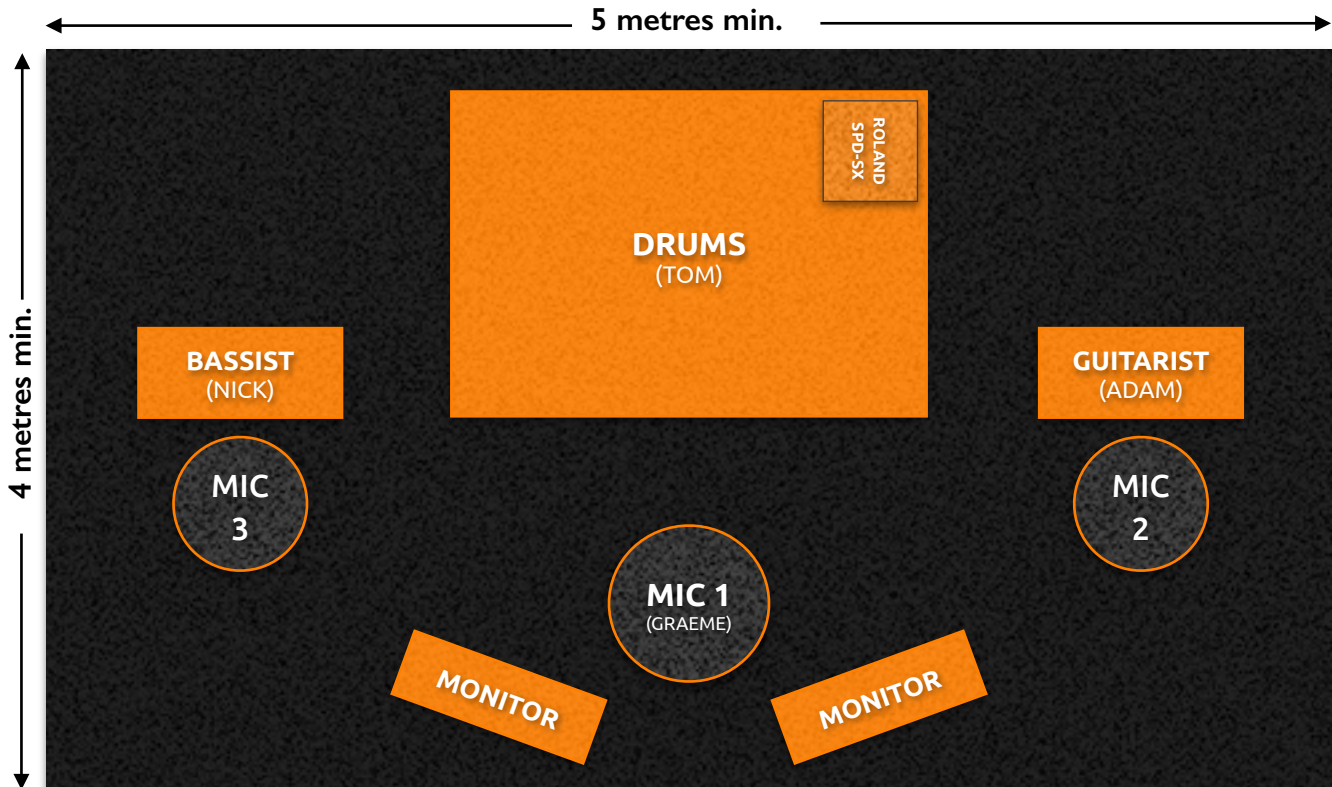 5 metres min.
4 metres min.
ROLAND
SPD-SX
DRUMS
(TOM)
BASSIST
(NICK)
GUITARIST
(ADAM)
MIC
3
MIC
2
MIC 1
(GRAEME)
MONITOR
MONITOR